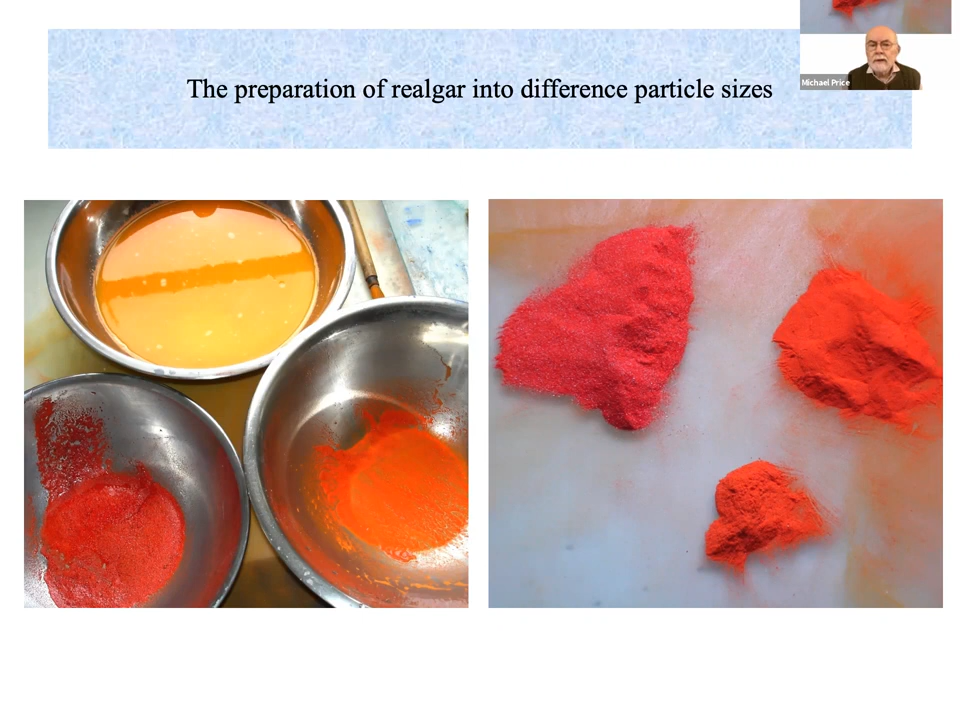 The preparation of realgar into difference particle sizes
Michael Price